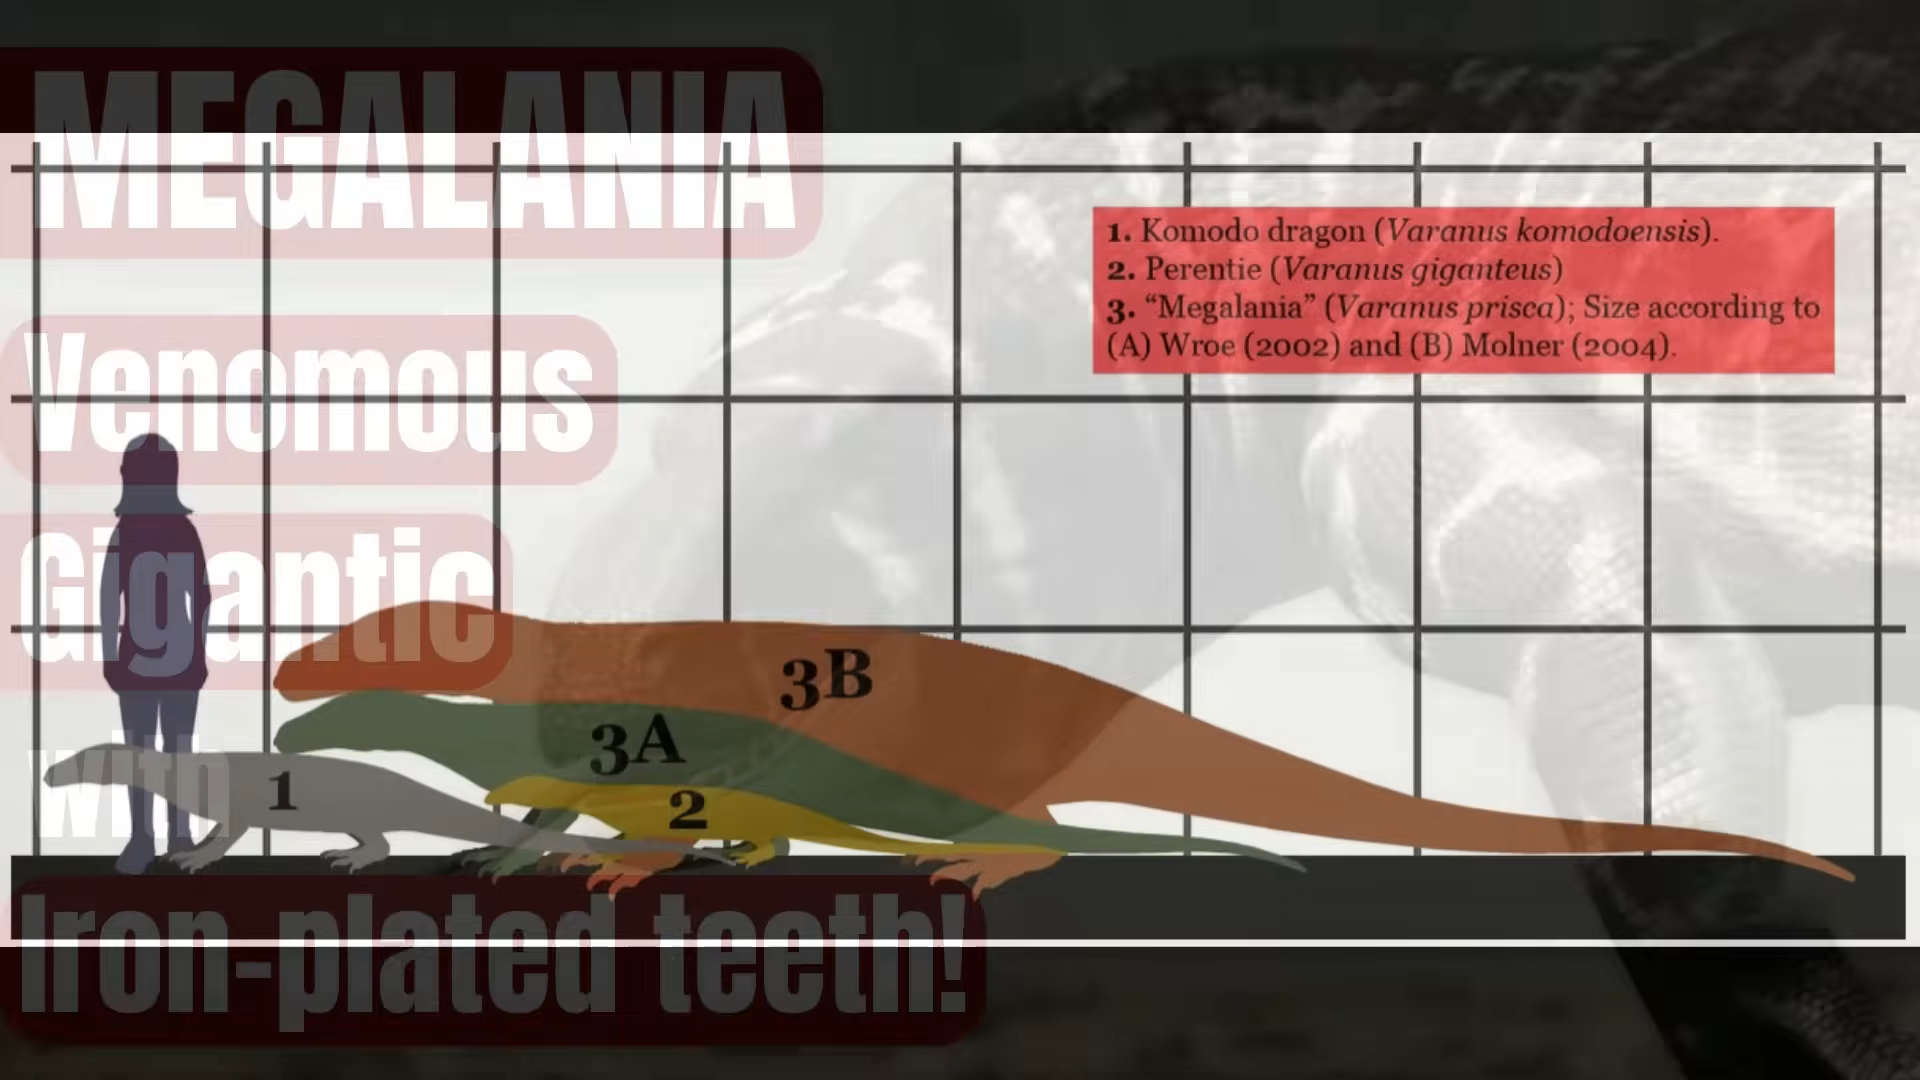 MEGALANIA
Venomous
Gigantic
with
Iron-plated teeth!
1. Komodo dragon (Varanus komodoensis).
2. Perentie (Varanus giganteus)
3. “Megalania” (Varanus prisca); Size according to
(A) Wroe (2002) and (B) Molner (2004).
3B
3A
1
2